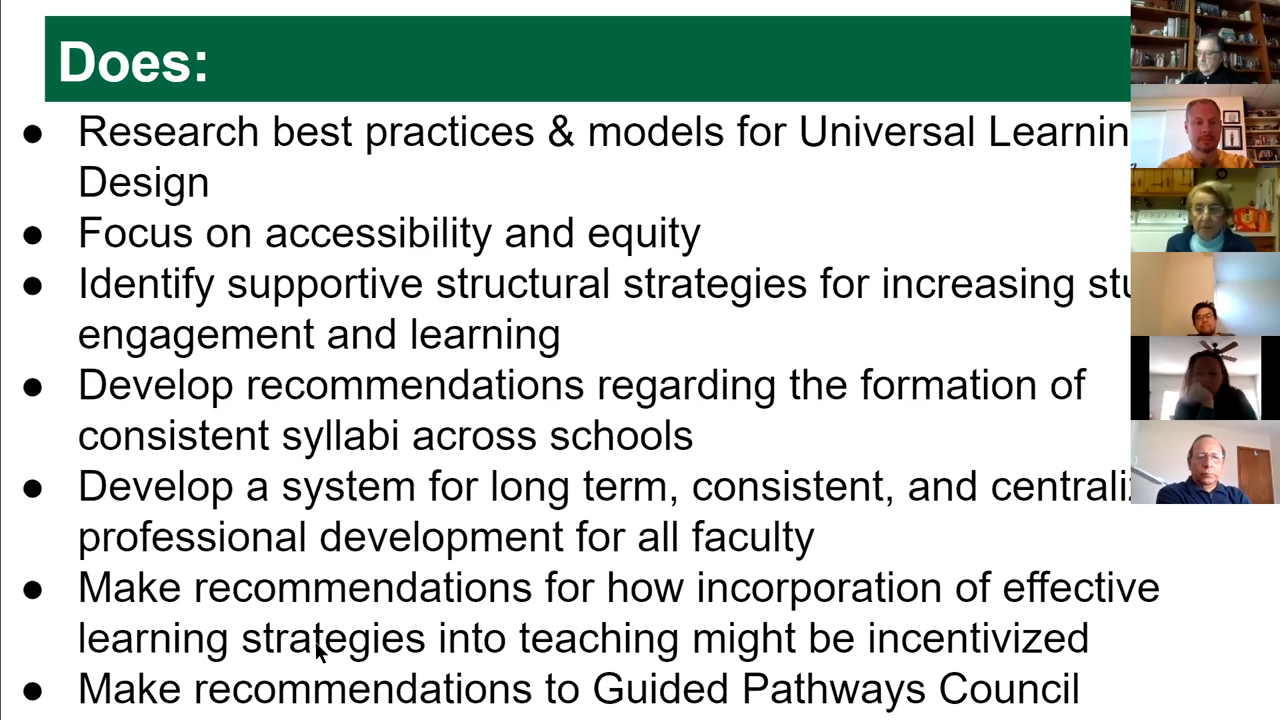 Does:
● Research best practices & models for Universal Learnin
Design
● Focus on accessibility and equity
● Identify supportive structural strategies for increasing stu
engagement and learning
● Develop recommendations regarding the formation of
consistent syllabi across schools
● Develop a system for long term, consistent, and centrali
professional development for all faculty
● Make recommendations for how incorporation of effective
learning strategies into teaching might be incentivized
● Make recommendations to Guided Pathways Council